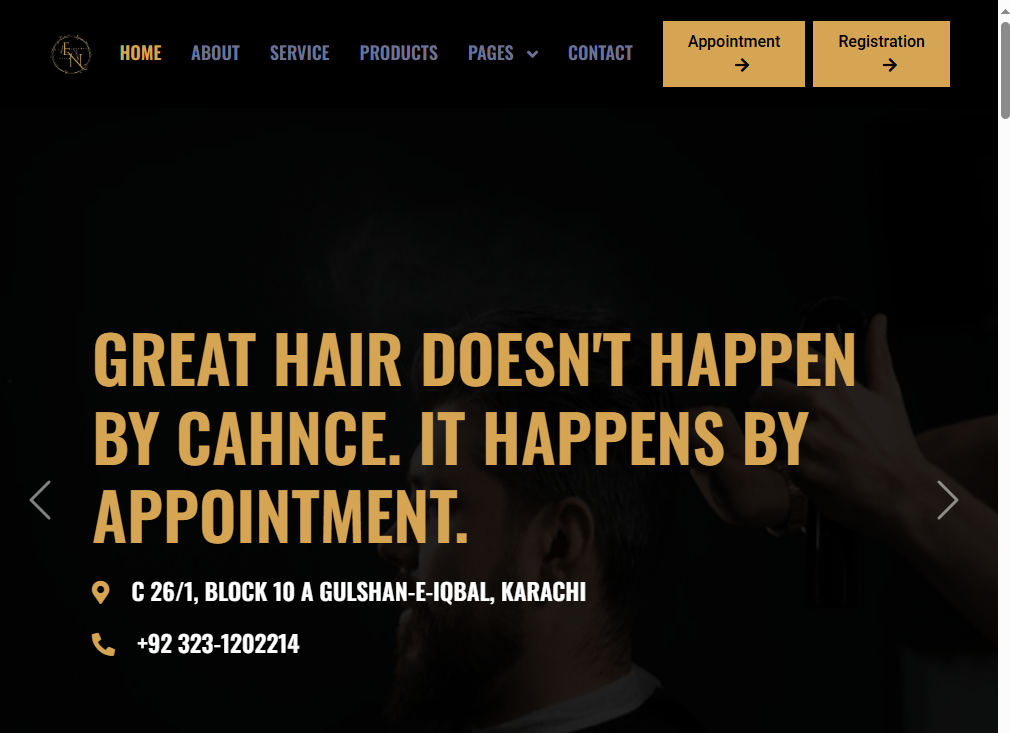 EN
HOME ABOUT SERVICE PRODUCTS PAGES CONTACT
Appointment
Registration
GREAT HAIR DOESN'T HAPPEN
BY CAHNCE. IT HAPPENS BY
APPOINTMENT.
C 26/1, BLOCK 10 A GULSHAN-E-IQBAL, KARACHI
+92 323-1202214